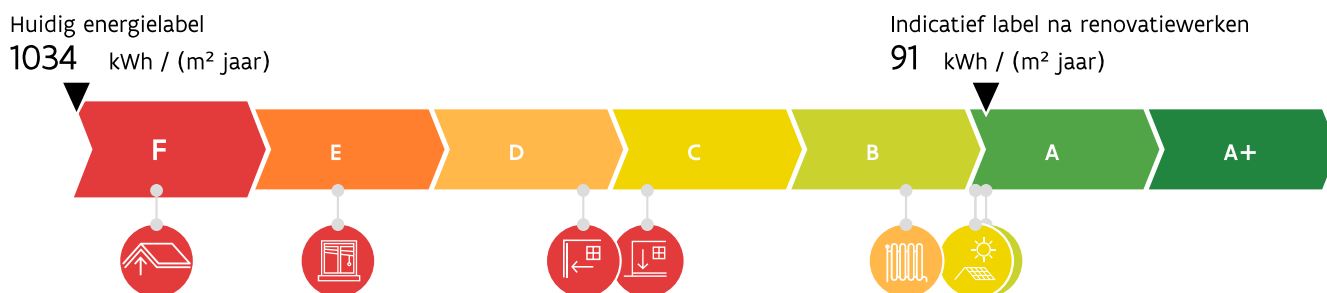 Huidig energielabel
1034 kWh / (m² jaar)
Indicatief label na renovatiewerken
91 kWh / (m² jaar)
F E D C B A A+